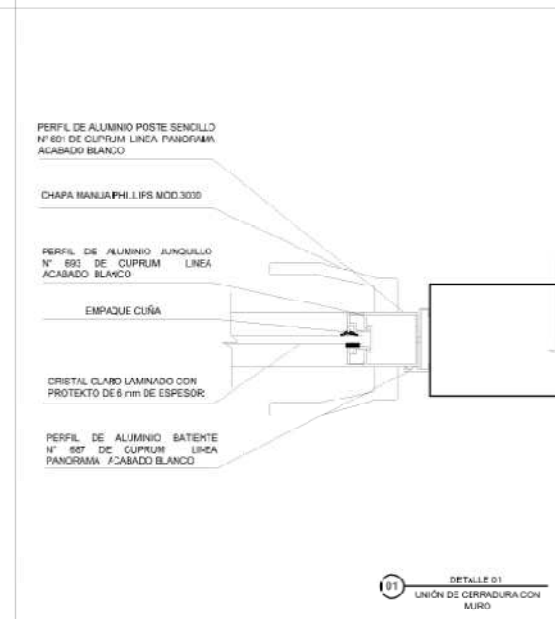 PERFIL DE ALUMINIO POSTE SENCILLO
N° 601 DE CUPRUM LINEA PANORAMA
ACABADO BLANCO
CHAPA MANIJA PHILLIPS MOD.3000
PERFIL DE ALUMINIO JUNQUILLO
N° 693 DE CUPRUM LINEA
ACABADO BLANCO
EMPAQUE CUÑA
CRISTAL CLARO LAMINADO CON
PROTEKTO DE 6 mm DE ESPESOR
PERFIL DE ALUMINIO BATIENTE
N° 687 DE CUPRUM LINEA
PANORAMA ACABADO BLANCO
01
DETALLE 01
UNIÓN DE CERRADURA CON
MURO